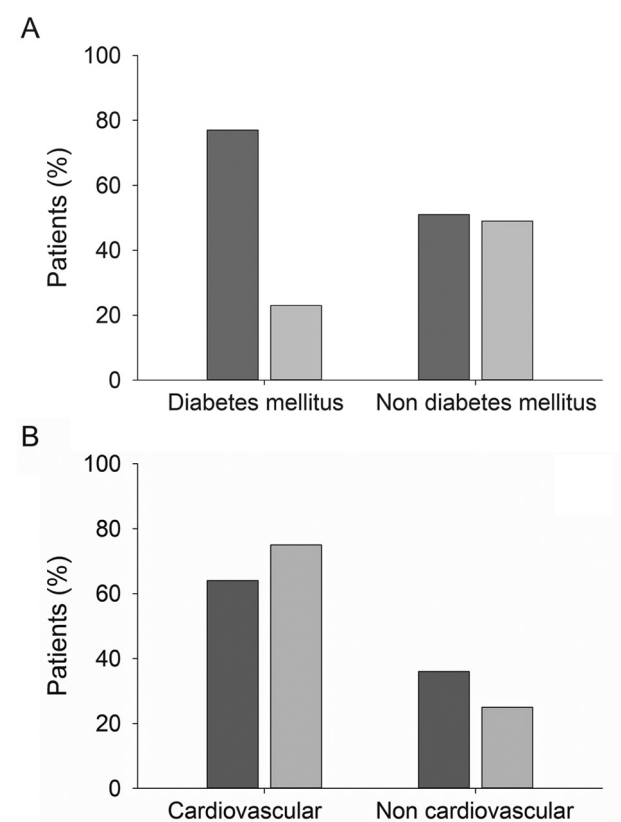 A
100
80
60
40
20
0
Patients (%)
Diabetes mellitus Non diabetes mellitus
B
100
80
60
40
20
0
Patients (%)
Cardiovascular Non cardiovascular